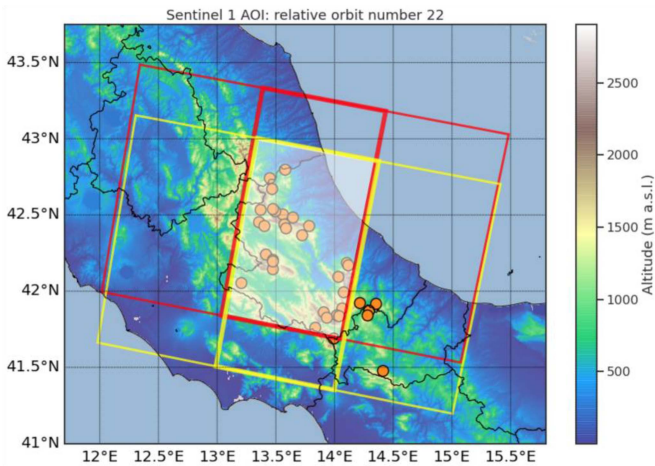 Sentinel 1 AOI: relative orbit number 22
43.5°N
43°N
42.5°N
42°N
41.5°N
41°N
12°E 12.5°E 13°E 13.5°E 14°E 14.5°E 15°E 15.5°E
2500
2000
1500
1000
500
Altitude (m a.s.l.)